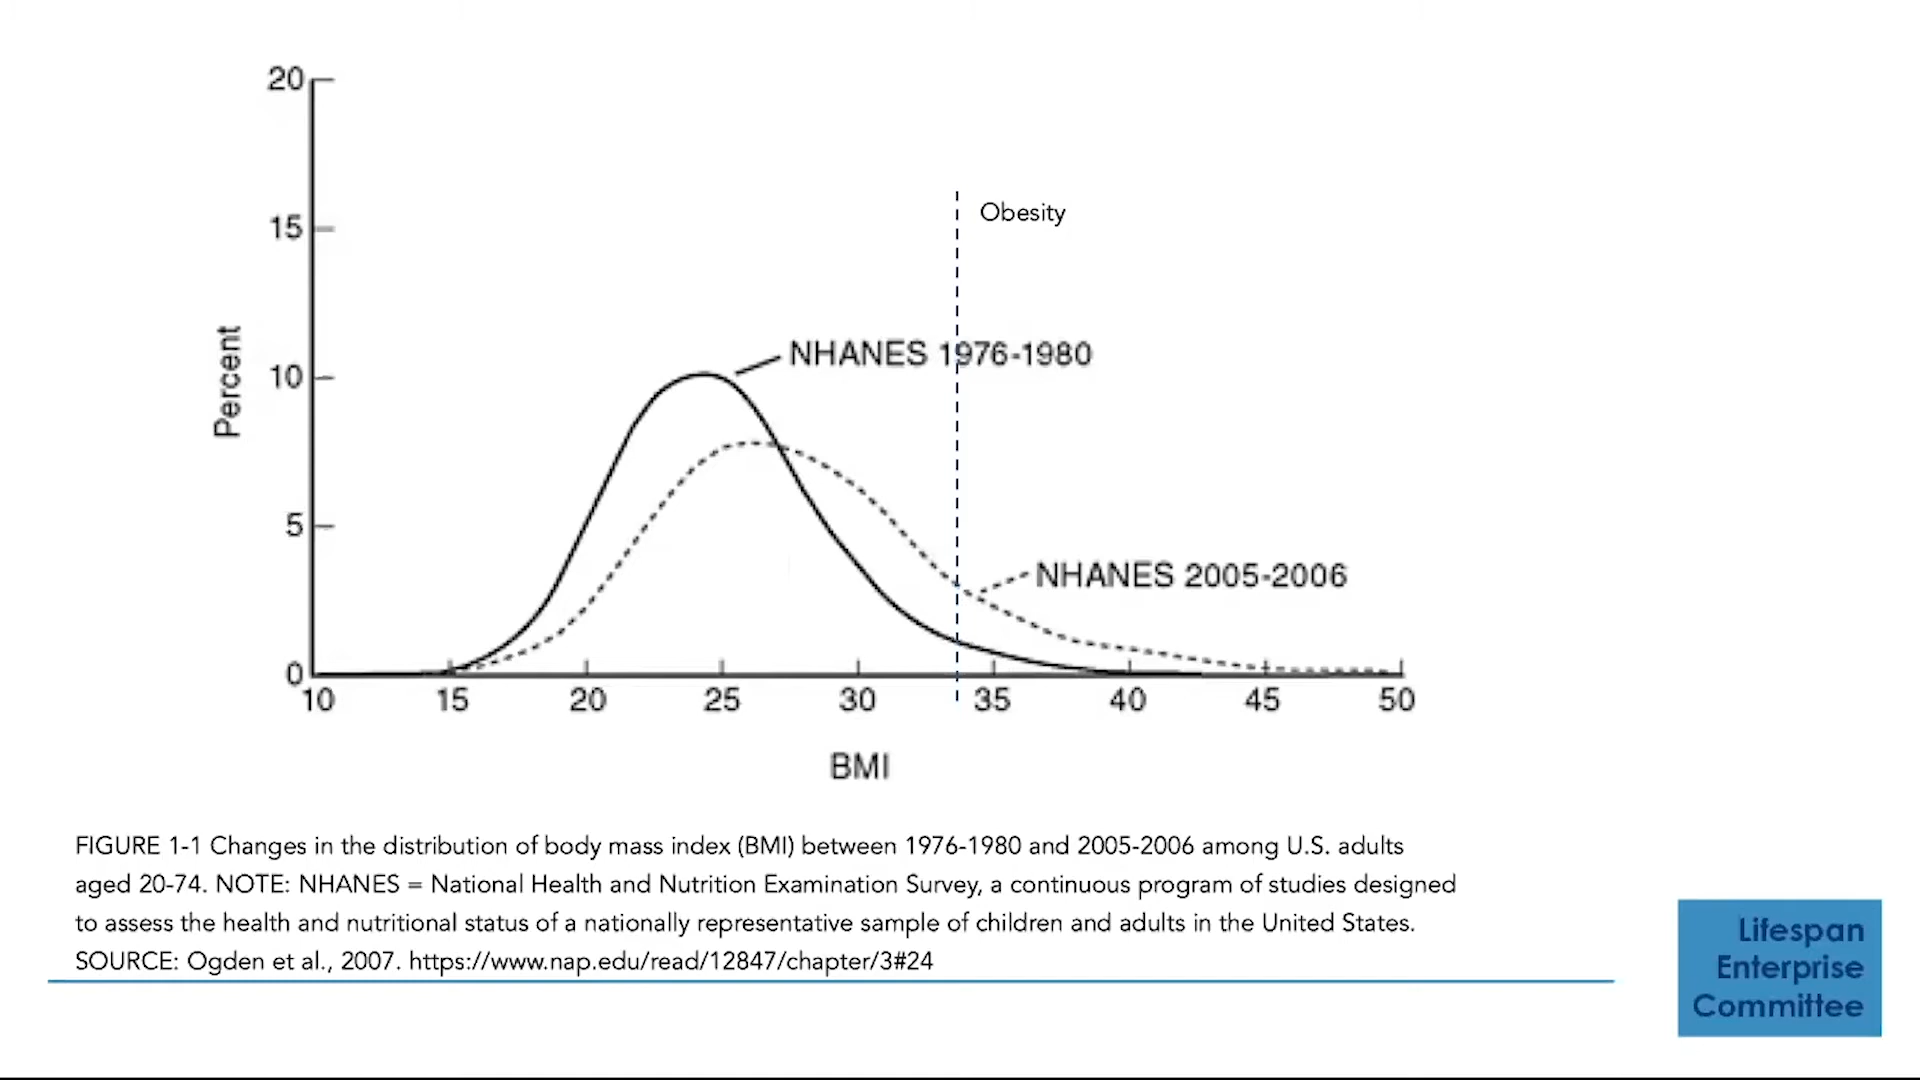 20
15
Obesity
NHANES 1976-1980
10
Percent
5
NHANES 2005-2006
0
10 15 20 25 30 35 40 45 50
BMI
FIGURE 1-1 Changes in the distribution of body mass index (BMI) between 1976-1980 and 2005-2006 among U.S. adults
aged 20-74. NOTE: NHANES = National Health and Nutrition Examination Survey, a continuous program of studies designed
to assess the health and nutritional status of a nationally representative sample of children and adults in the United States.
SOURCE: Ogden et al., 2007. https://www.nap.edu/read/12847/chapter/3#24
Lifespan
Enterprise
Committee